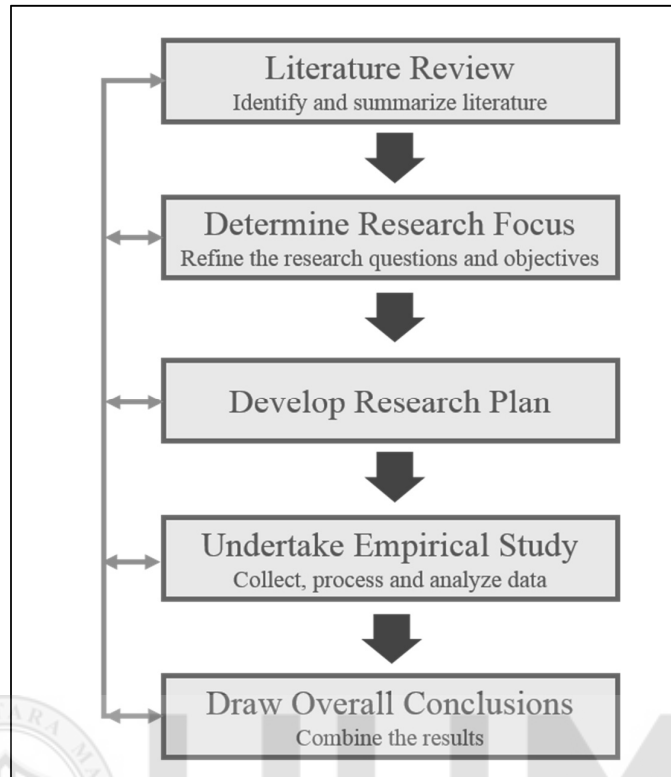 Literature Review
Identify and summarize literature
Determine Research Focus
Refine the research questions and objectives
Develop Research Plan
Undertake Empirical Study
Collect, process and analyze data
Draw Overall Conclusions
Combine the results